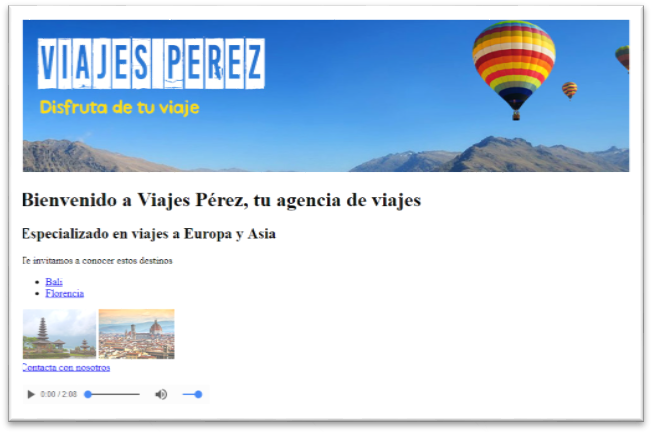 VIAJES PEREZ
Disfruta de tu viaje
Bienvenido a Viajes Pérez, tu agencia de viajes
Especializado en viajes a Europa y Asia
Te invitamos a conocer estos destinos
Bali
Florencia
Contacta con nosotros
0:00 / 2:08